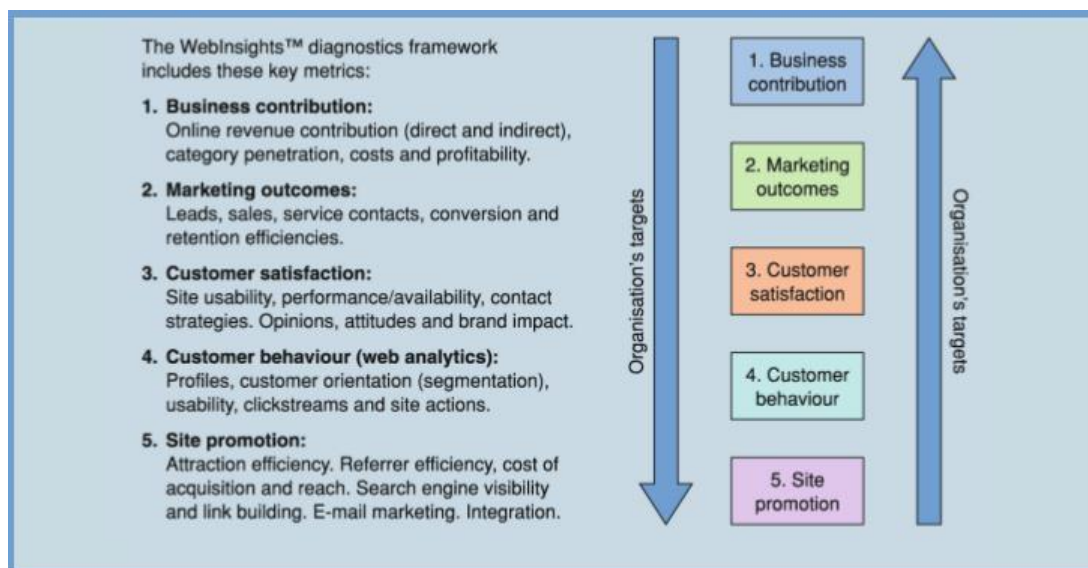 The WebInsights™ diagnostics framework
includes these key metrics:
1. Business contribution:
Online revenue contribution (direct and indirect),
category penetration, costs and profitability.
2. Marketing outcomes:
Leads, sales, service contacts, conversion and
retention efficiencies.
3. Customer satisfaction:
Site usability, performance/availability, contact
strategies. Opinions, attitudes and brand impact.
4. Customer behaviour (web analytics):
Profiles, customer orientation (segmentation),
usability, clickstreams and site actions.
5. Site promotion:
Attraction efficiency. Referrer efficiency, cost of
acquisition and reach. Search engine visibility
and link building. E-mail marketing. Integration.
Organisation's targets
1. Business
contribution
2. Marketing
outcomes
3. Customer
satisfaction
4. Customer
behaviour
5. Site
promotion
Organisation's targets